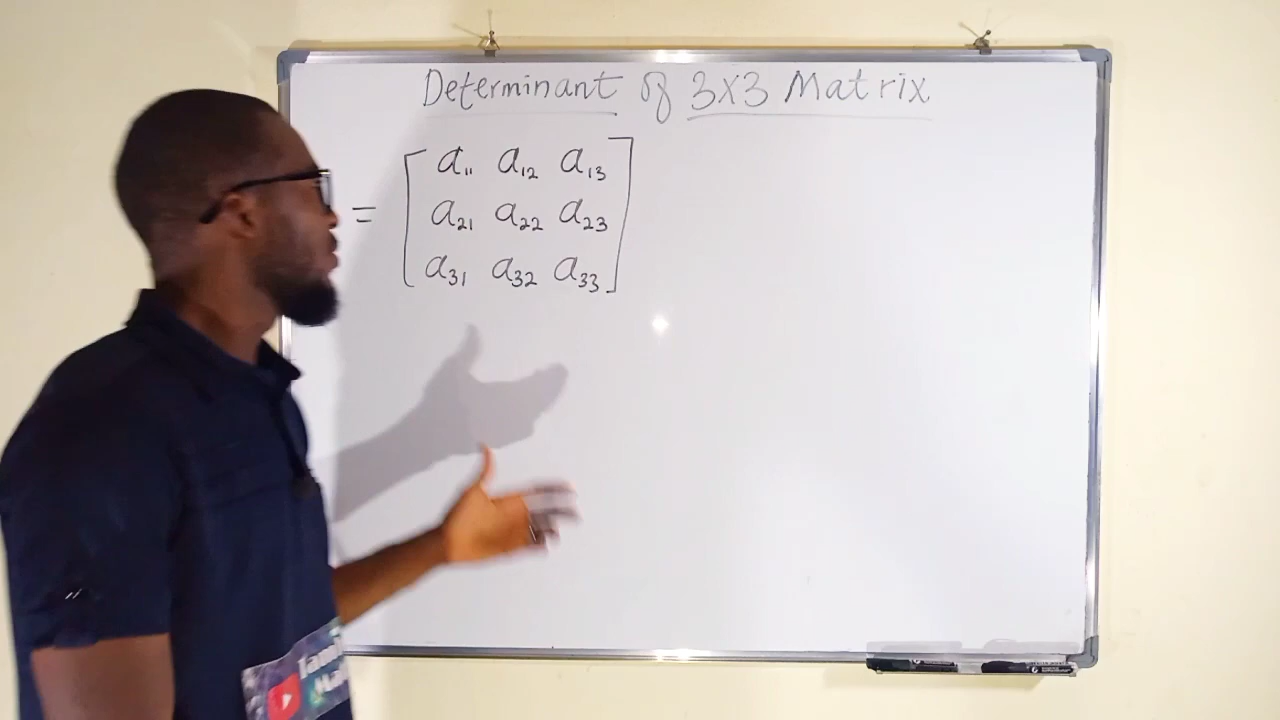 Determinant of 3x3 Matrix
= [ a₁₁ a₁₂ a₁₃
a₂₁ a₂₂ a₂₃
a₃₁ a₃₂ a₃₃ ]